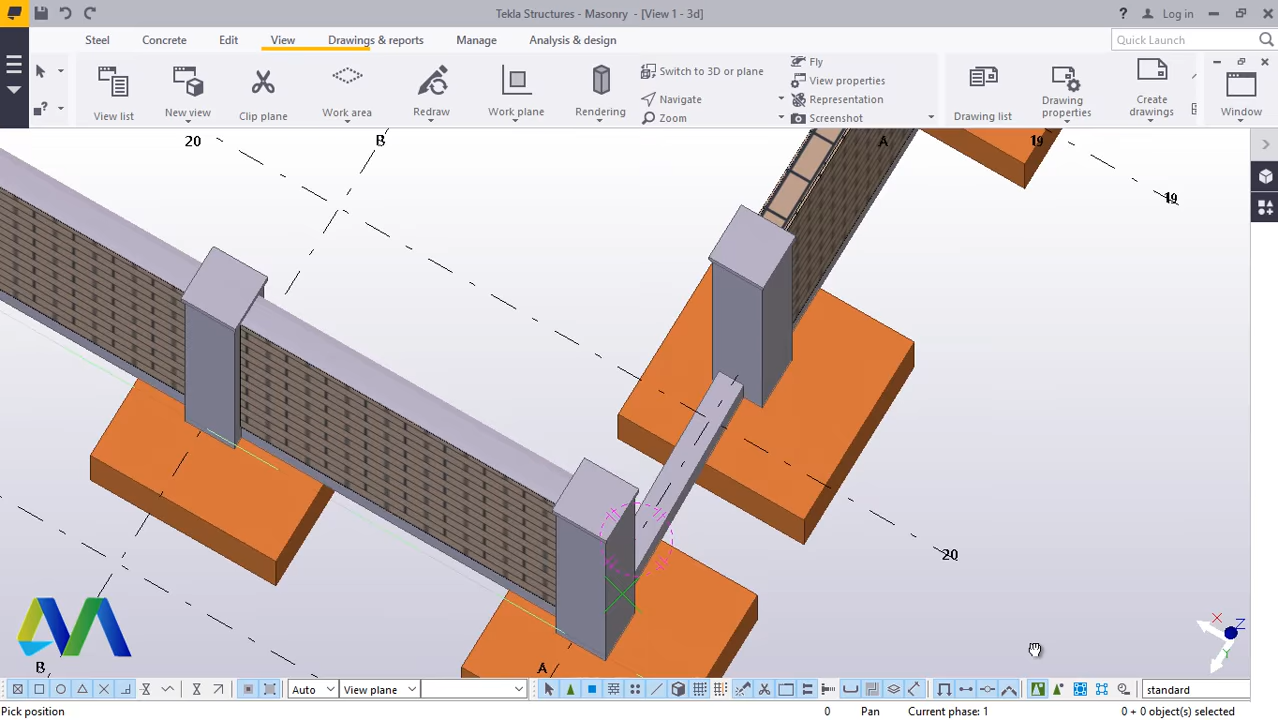 Tekla Structures - Masonry - [View 1 - 3d]
Log in
Steel
Concrete
Edit
View
Drawings & reports
Manage
Analysis & design
Quick Launch
View list
New view
Clip plane
Work area
Redraw
Work plane
Rendering
Switch to 3D or plane
Navigate
Zoom
Fly
View properties
Representation
Screenshot
Drawing list
Drawing properties
Create drawings
Window
20
B
A
19
19
20
B
A
X
Y
Z
Auto
View plane
standard
Pick position
0
Pan
Current phase: 1
0 + 0 object(s) selected